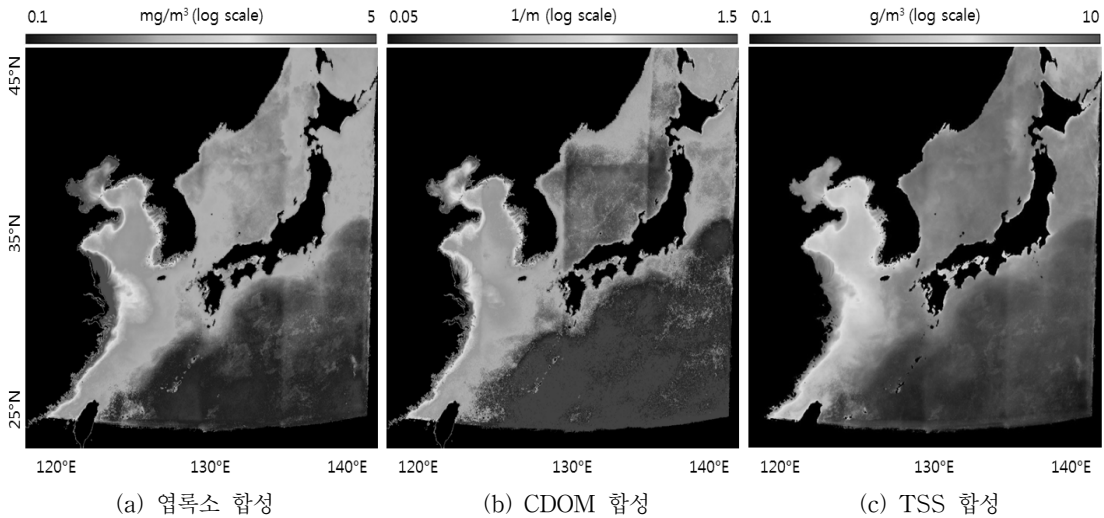 0.1 mg/m³ (log scale) 5 0.05 1/m (log scale) 1.5 0.1 g/m³ (log scale) 10
45°N
35°N
25°N
120°E 130°E 140°E 120°E 130°E 140°E 120°E 130°E 140°E
(a) 엽록소 합성 (b) CDOM 합성 (c) TSS 합성